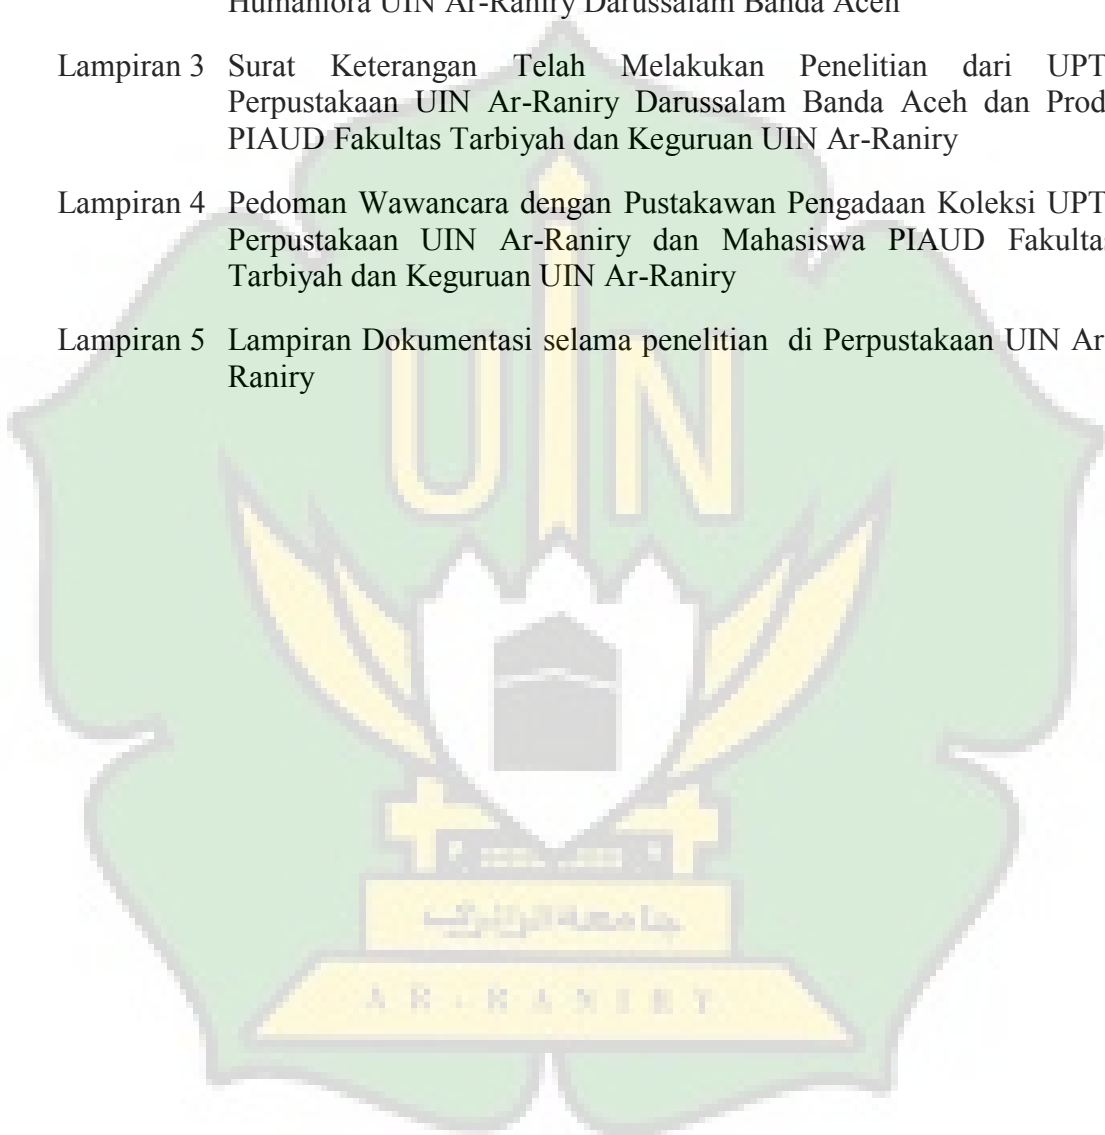 Humaniora UIN Ar-Raniry Darussalam Banda Aceh
Lampiran 3 Surat Keterangan Telah Melakukan Penelitian dari UPT
Perpustakaan UIN Ar-Raniry Darussalam Banda Aceh dan Prod
PIAUD Fakultas Tarbiyah dan Keguruan UIN Ar-Raniry
Lampiran 4 Pedoman Wawancara dengan Pustakawan Pengadaan Koleksi UPT
Perpustakaan UIN Ar-Raniry dan Mahasiswa PIAUD Fakultas
Tarbiyah dan Keguruan UIN Ar-Raniry
Lampiran 5 Lampiran Dokumentasi selama penelitian di Perpustakaan UIN Ar
Raniry
UIN
جامعة الرانيري
AR-RANIRY